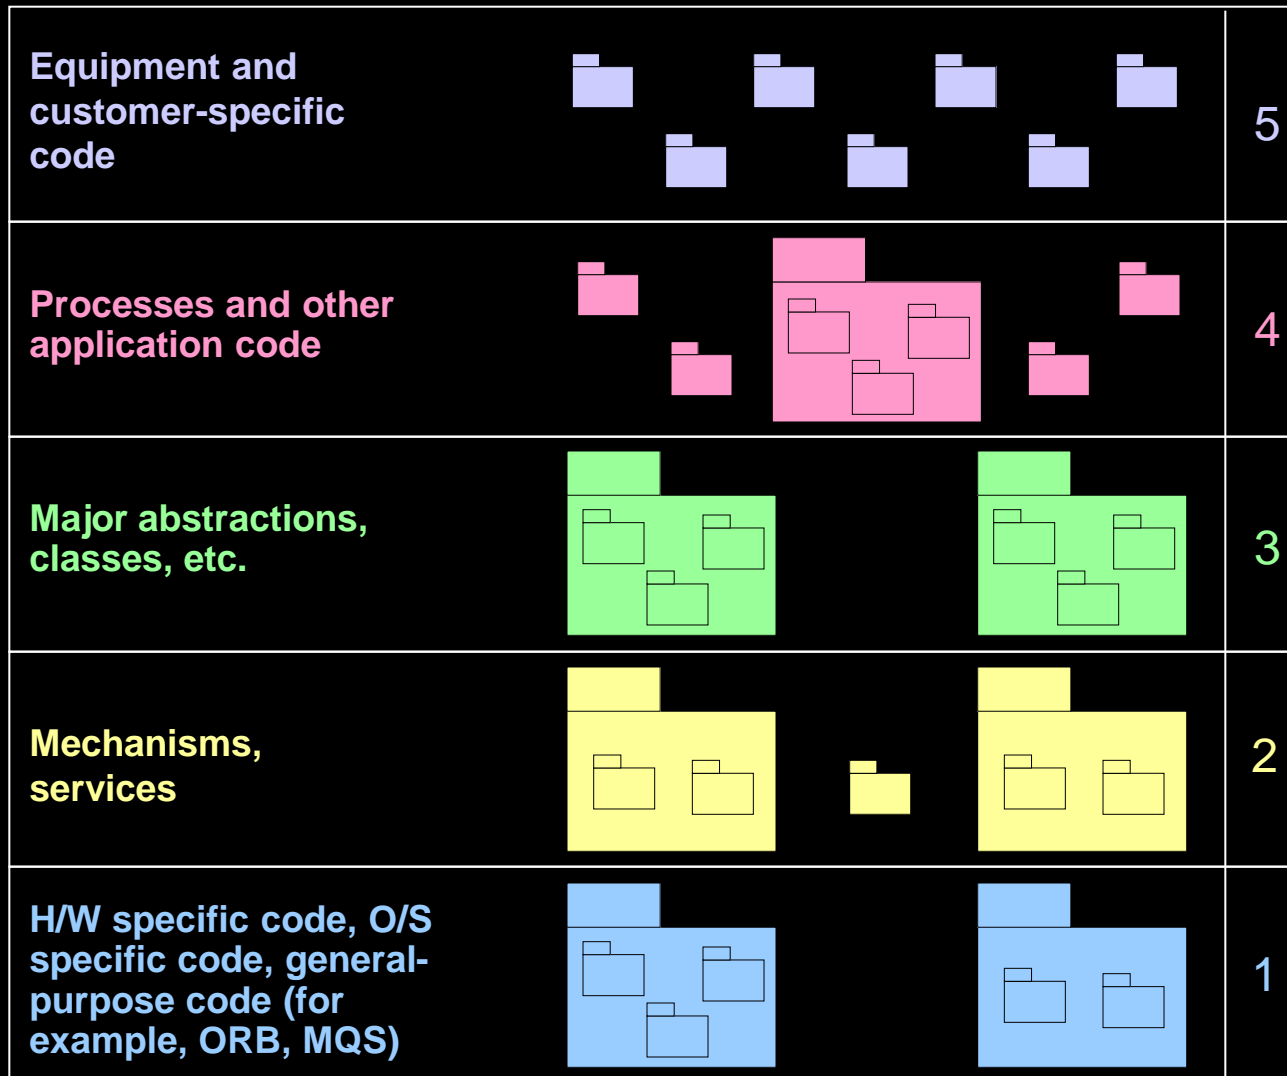 Equipment and
customer-specific
code
5
Processes and other
application code
4
Major abstractions,
classes, etc.
3
Mechanisms,
services
2
H/W specific code, O/S
specific code, general-
purpose code (for
example, ORB, MQS)
1